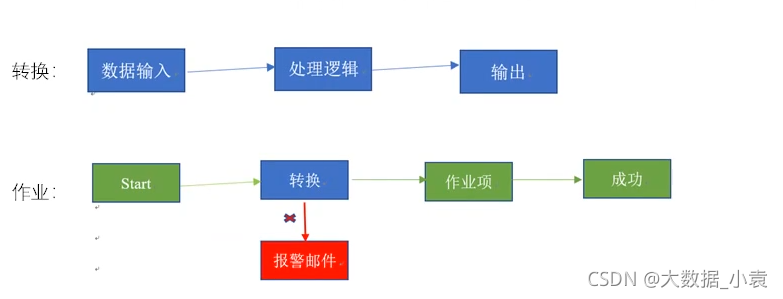 转换：
数据输入
处理逻辑
输出
作业：
Start
转换
作业项
成功
报警邮件
CSDN @大数据_小袁